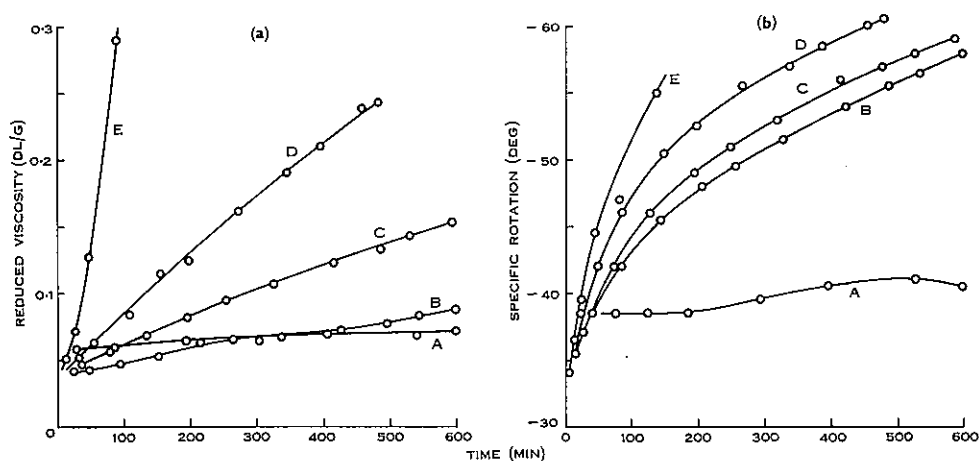 (a)
REDUCED VISCOSITY (DL/G)
0.3
0.2
0.1
0
100
200
300
400
500
600
E
D
C
B
A
(b)
SPECIFIC ROTATION (DEG)
-60
-50
-40
-30
0
100
200
300
400
500
600
E
D
C
B
A
TIME (MIN)